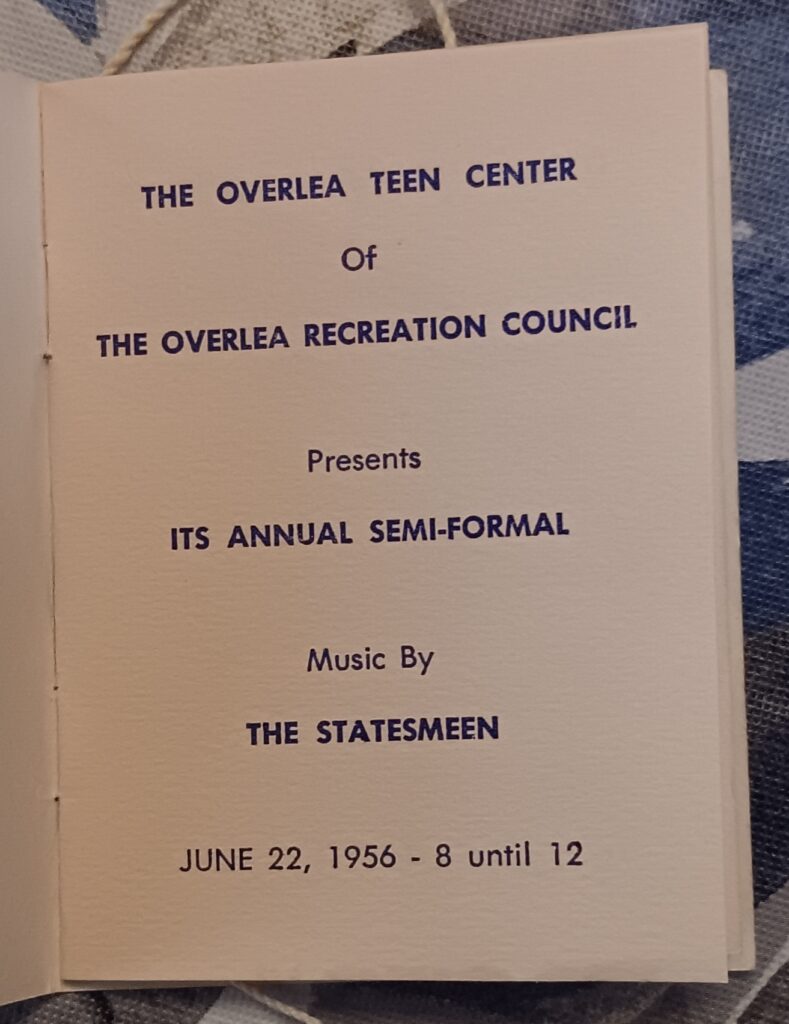 THE OVERLEA TEEN CENTER
Of
THE OVERLEA RECREATION COUNCIL
Presents
ITS ANNUAL SEMI-FORMAL
Music By
THE STATESMEEN
JUNE 22, 1956 - 8 until 12